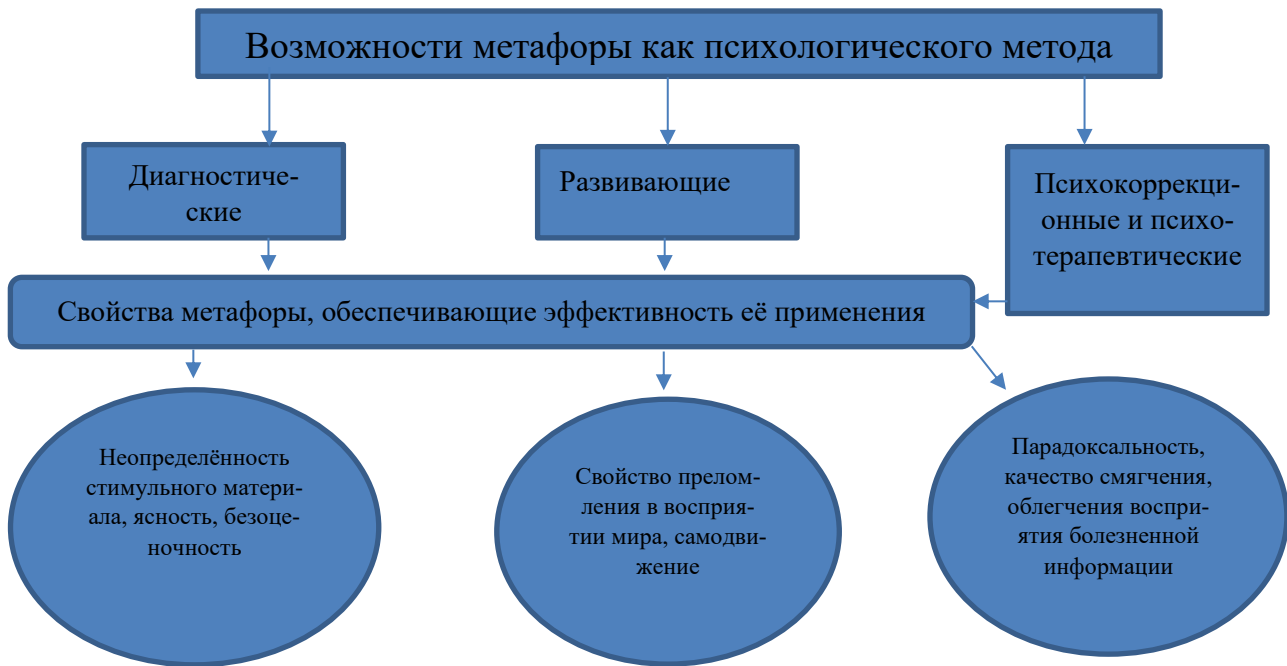 Возможности метафоры как психологического метода
Диагностиче-
ские
Развивающие
Психокоррекци-
онные и психо-
терапевтические
Свойства метафоры, обеспечивающие эффективность её применения
Неопределённость
стимульного матери-
ала, ясность, безоце-
ночность
Свойство прелом-
ления в восприя-
тии мира, самодви-
жение
Парадоксальность,
качество смягчения,
облегчения воспри-
ятия болезненной
информации